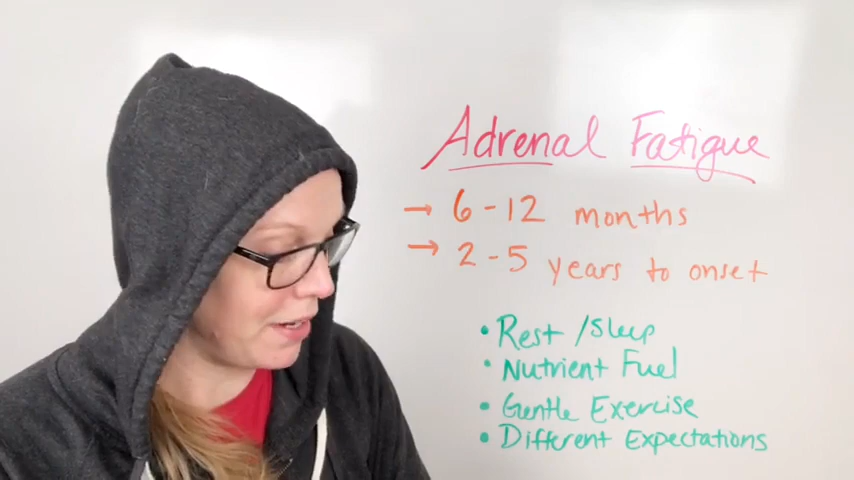 Adrenal Fatigue
→ 6-12 months
→ 2-5 years to onset
• Rest/Sleep
• Nutrient Fuel
• Gentle Exercise
• Different Expectations